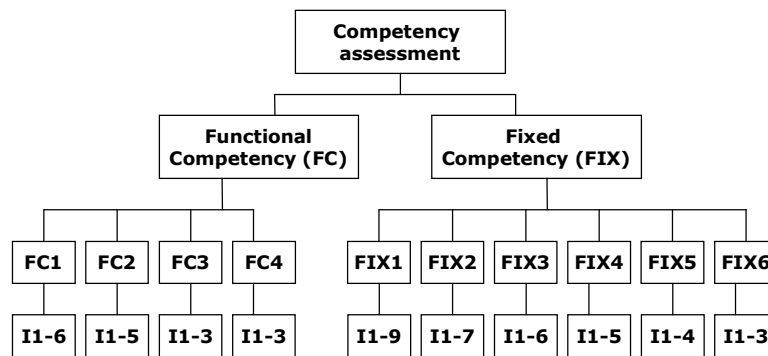 Competency
assessment
Functional
Competency (FC)
Fixed
Competency (FIX)
FC1
FC2
FC3
FC4
FIX1
FIX2
FIX3
FIX4
FIX5
FIX6
I1-6
I1-5
I1-3
I1-3
I1-9
I1-7
I1-6
I1-5
I1-4
I1-3